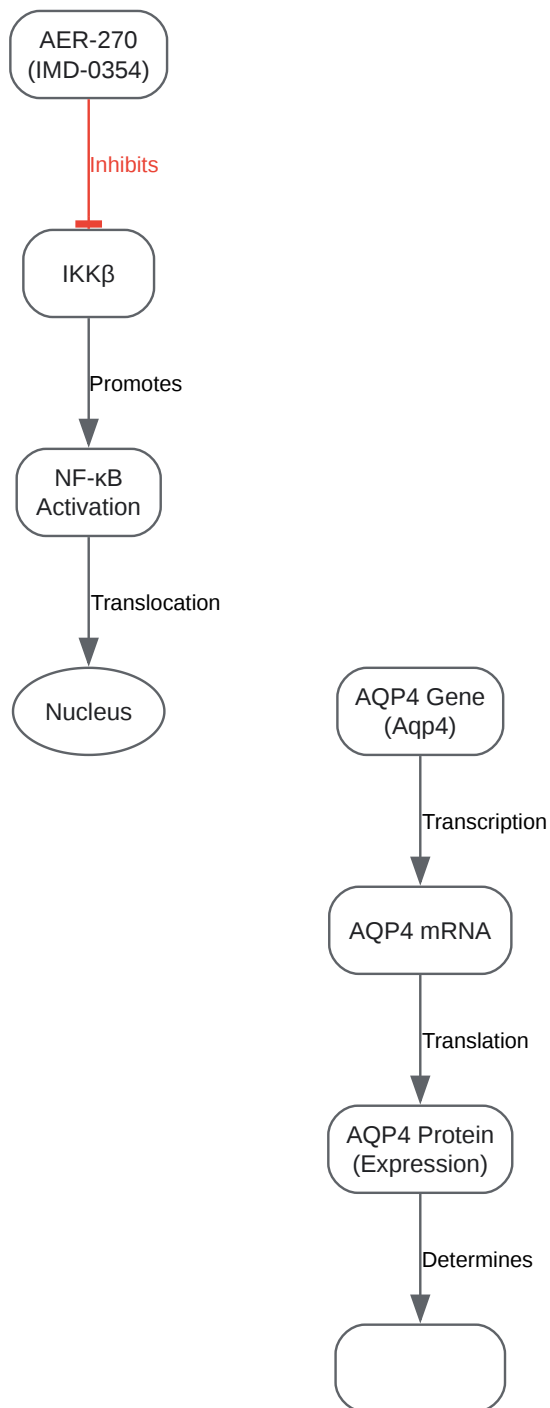 AER-270
(IMD-0354)
Inhibits
IKKβ
Promotes
NF-κB
Activation
Translocation
Nucleus
AQP4 Gene
(Aqp4)
Transcription
AQP4 mRNA
Translation
AQP4 Protein
(Expression)
Determines